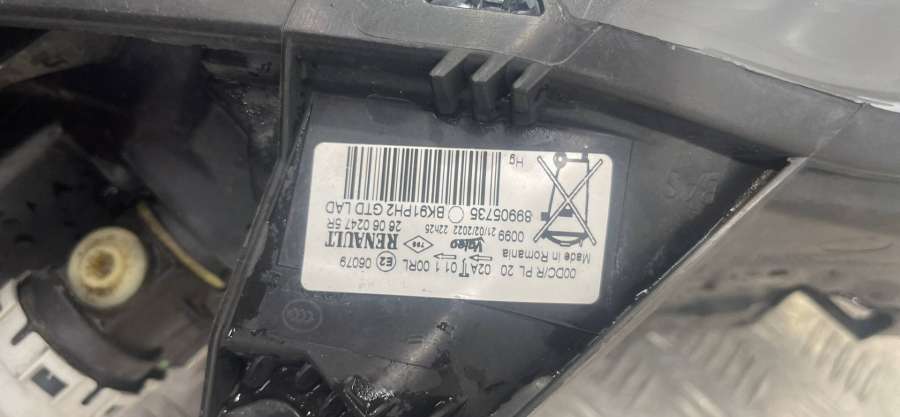 00DC/R PL 20 02A 01 1 00RL E2 06079
Made in Romania
Valeo 798 RENAULT
0099 21/02/2022 22h25 26 06 0247 5R
89905735 BK91PH2 GTD LAD
Hg